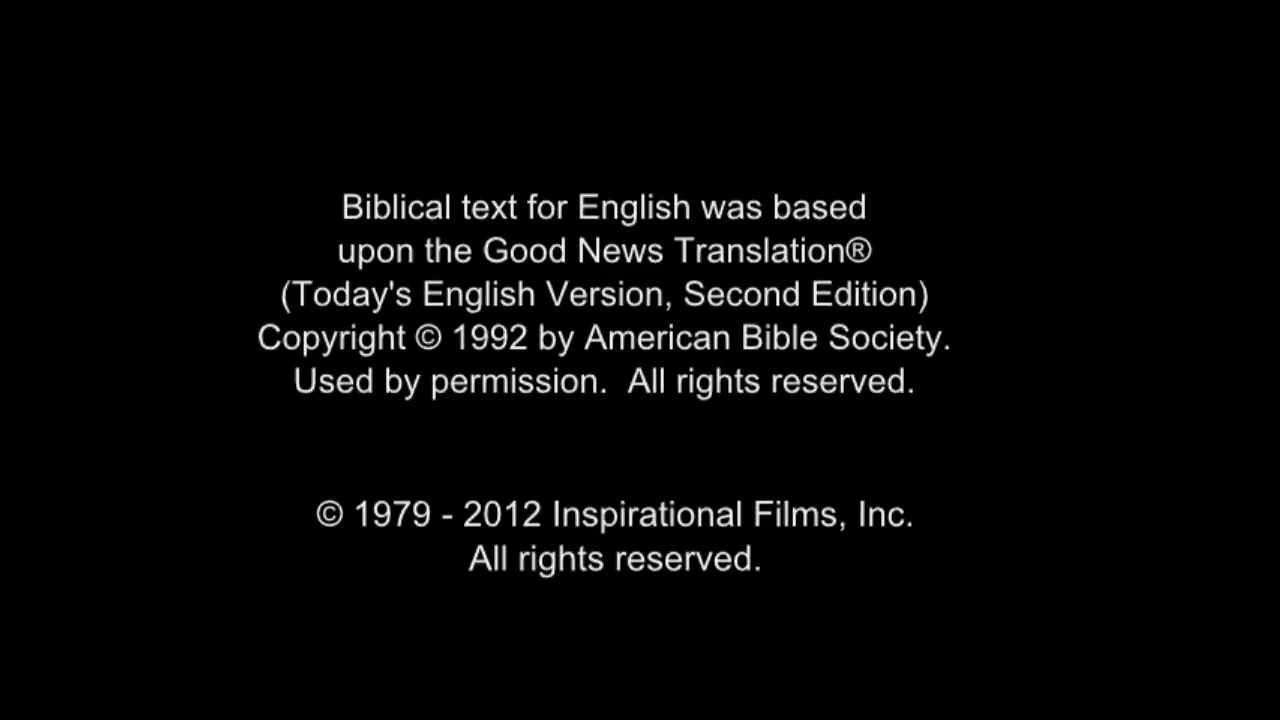 Biblical text for English was based
upon the Good News Translation®
(Today's English Version, Second Edition)
Copyright © 1992 by American Bible Society.
Used by permission.  All rights reserved.
© 1979 - 2012 Inspirational Films, Inc.
All rights reserved.